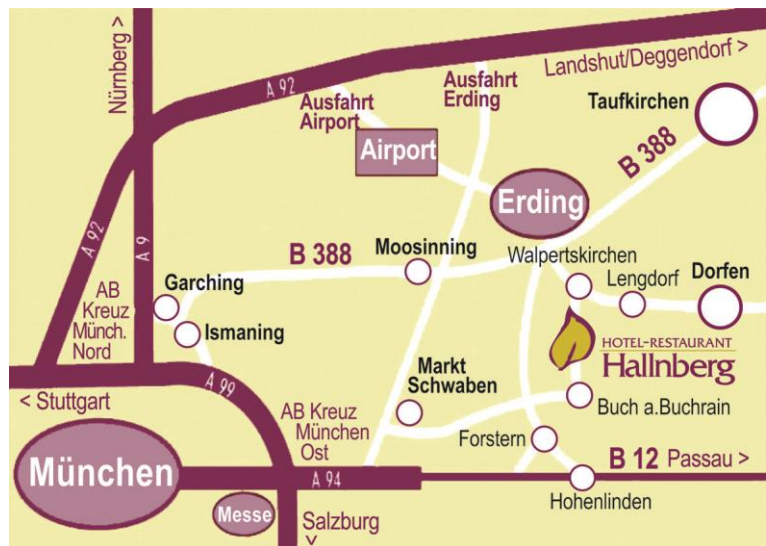 Nürnberg >
A 92
Landshut/Deggendorf >
Ausfahrt
Airport
Ausfahrt
Erding
Taufkirchen
Airport
B 388
Erding
A 92
A 9
B 388
Moosinning
Walpertskirchen
Garching
Lengdorf
Dorfen
AB
Kreuz
Münch.
Nord
Ismaning
HOTEL-RESTAURANT
Hallnberg
Markt
Schwaben
A 99
< Stuttgart
AB Kreuz
München
Ost
Buch a.Buchrain
Forstern
München
A 94
B 12 Passau >
Messe
Salzburg
>
Hohenlinden